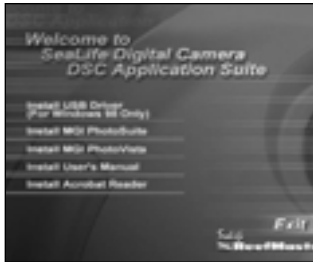 Welcome to
SeaLife Digital Camera
DSC Application Suite
Install USB Driver
(For Windows 98 Only)
Install MGI PhotoSuite
Install MGI PhotoVista
Install User's Manual
Install Acrobat Reader
Exit
ReefMaster